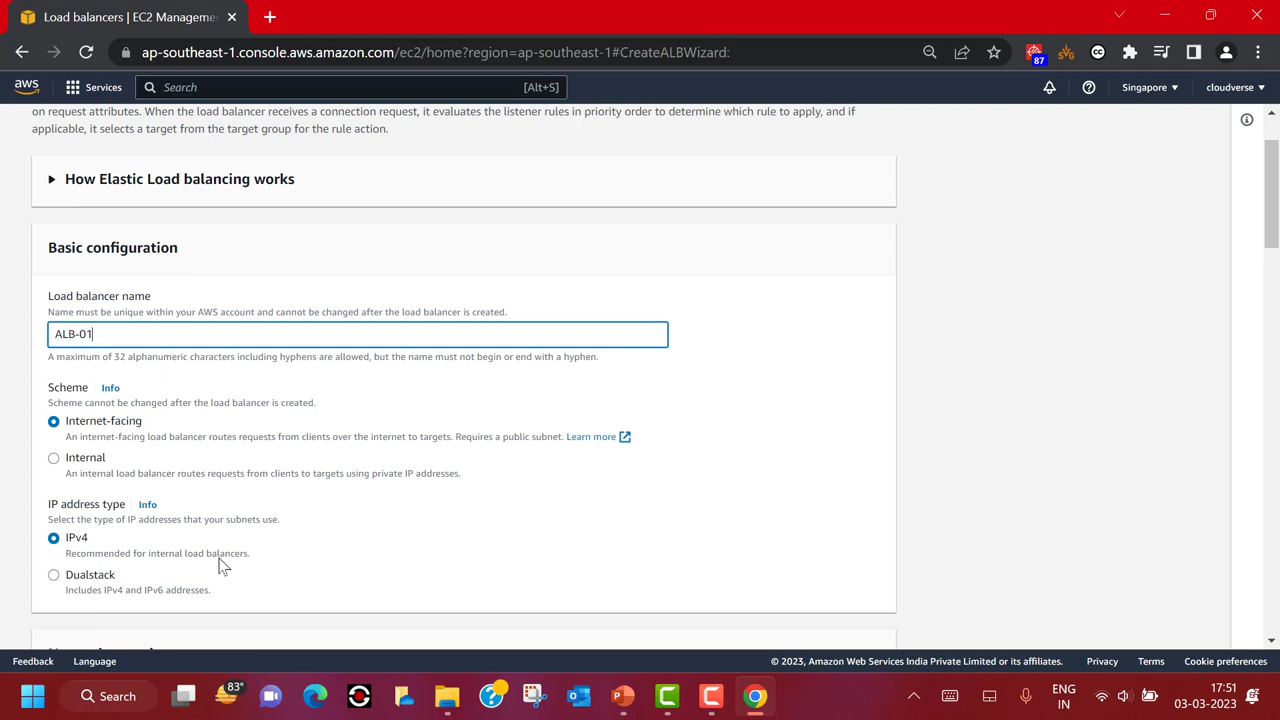 Load balancers | EC2 Managemen
ap-southeast-1.console.aws.amazon.com/ec2/home?region=ap-southeast-1#CreateALBWizard:
87
SVG
CC
aws
Services
Search
[Alt+S]
Singapore
cloudverse
on request attributes. When the load balancer receives a connection request, it evaluates the listener rules in priority order to determine which rule to apply, and if
applicable, it selects a target from the target group for the rule action.
How Elastic Load balancing works
Basic configuration
Load balancer name
Name must be unique within your AWS account and cannot be changed after the load balancer is created.
ALB-01
A maximum of 32 alphanumeric characters including hyphens are allowed, but the name must not begin or end with a hyphen.
Scheme Info
Scheme cannot be changed after the load balancer is created.
Internet-facing
An internet-facing load balancer routes requests from clients over the internet to targets. Requires a public subnet. Learn more
Internal
An internal load balancer routes requests from clients to targets using private IP addresses.
IP address type Info
Select the type of IP addresses that your subnets use.
IPv4
Recommended for internal load balancers.
Dualstack
Includes IPv4 and IPv6 addresses.
Feedback
Language
© 2023, Amazon Web Services India Private Limited or its affiliates.
Privacy
Terms
Cookie preferences
Search
83°
ENG
IN
17:51
03-03-2023